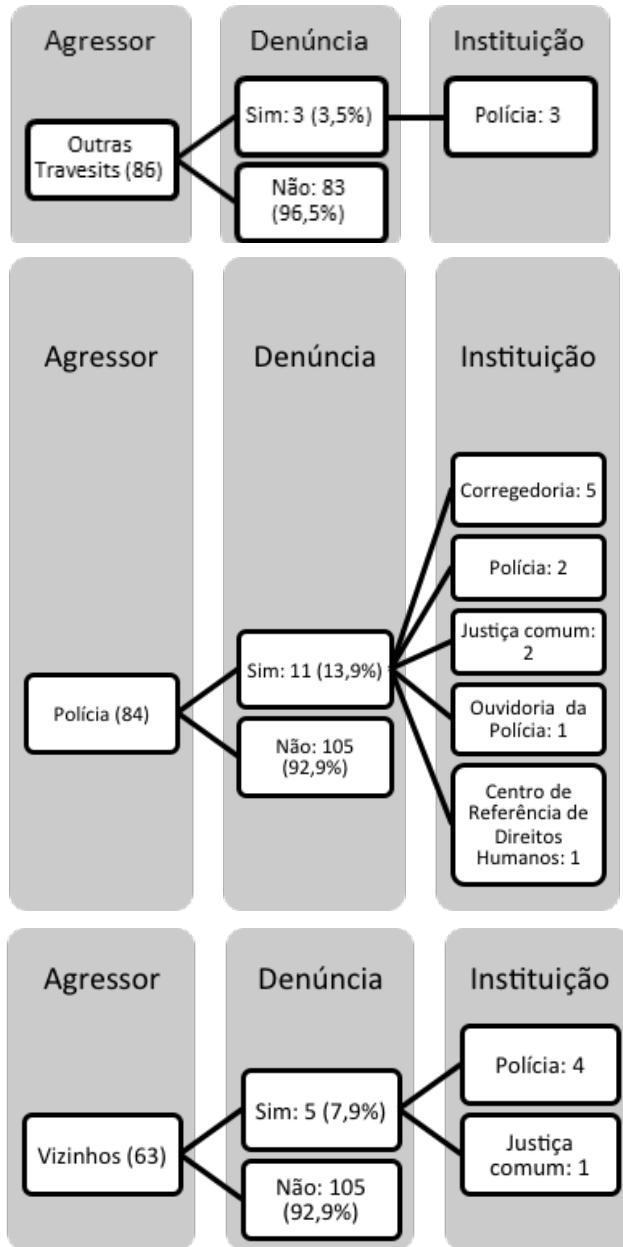 Agressor
Denúncia
Instituição
Outras
Travesits (86)
Sim: 3 (3,5%)
Não: 83
(96,5%)
Polícia: 3
Agressor
Denúncia
Instituição
Polícia (84)
Sim: 11 (13,9%)
Não: 105
(92,9%)
Corregedoria: 5
Polícia: 2
Justiça comum:
2
Ouvidoria da
Polícia: 1
Centro de
Referência de
Direitos
Humanos: 1
Agressor
Denúncia
Instituição
Vizinhos (63)
Sim: 5 (7,9%)
Não: 105
(92,9%)
Polícia: 4
Justiça
comum: 1